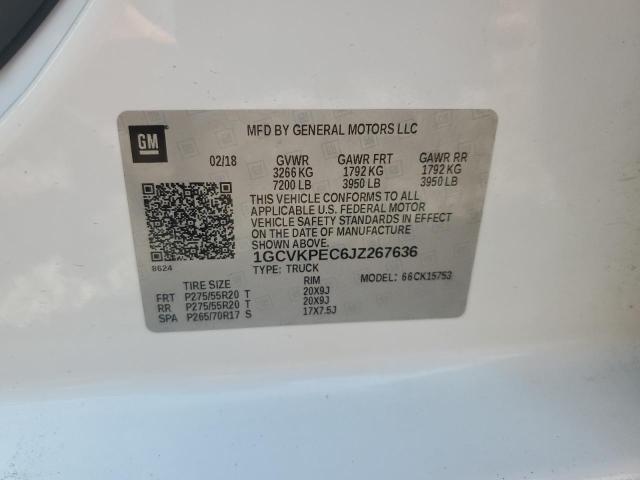 GM
MFD BY GENERAL MOTORS LLC
02/18 GVWR GAWR FRT GAWR RR
3266 KG 1792 KG 1792 KG
7200 LB 3950 LB 3950 LB
THIS VEHICLE CONFORMS TO ALL
APPLICABLE U.S. FEDERAL MOTOR
VEHICLE SAFETY STANDARDS IN EFFECT
ON THE DATE OF MANUFACTURE
SHOWN ABOVE.
8624 1GCVKPEC6JZ267636
TYPE: TRUCK
MODEL: 66CK15753
TIRE SIZE RIM
FRT P275/55R20 T 20X9J
RR P275/55R20 T 20X9J
SPA P265/70R17 S 17X7.5J